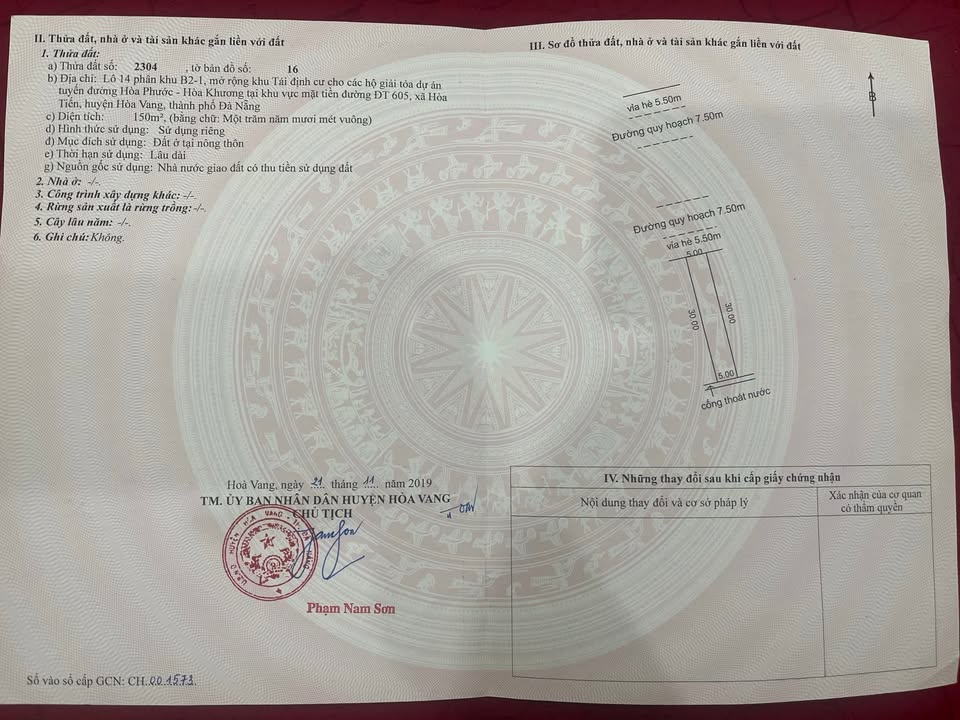 II. Thửa đất, nhà ở và tài sản khác gắn liền với đất
1. Thửa đất:
a) Thửa đất số: 2304 , tờ bản đồ số: 16
b) Địa chỉ: Lô 14 phân khu B2-1, mở rộng khu Tái định cư cho các hộ giải tỏa dự án
tuyến đường Hòa Phước - Hòa Khương tại khu vực mặt tiền đường ĐT 605, xã Hòa
Tiến, huyện Hòa Vang, thành phố Đà Nẵng
c) Diện tích: 150m², (bằng chữ: Một trăm năm mươi mét vuông)
d) Hình thức sử dụng: Sử dụng riêng
đ) Mục đích sử dụng: Đất ở tại nông thôn
e) Thời hạn sử dụng: Lâu dài
g) Nguồn gốc sử dụng: Nhà nước giao đất có thu tiền sử dụng đất
2. Nhà ở: -/-.
3. Công trình xây dựng khác: -/-.
4. Rừng sản xuất là rừng trồng: -/-.
5. Cây lâu năm: -/-.
6. Ghi chú: Không.
Hoà Vang, ngày 21 tháng 11 năm 2019
TM. ỦY BAN NHÂN DÂN HUYỆN HÒA VANG
CHỦ TỊCH
Phạm Nam Sơn
Số vào sổ cấp GCN: CH.001573.
III. Sơ đồ thửa đất, nhà ở và tài sản khác gắn liền với đất
B
vỉa hè 5.50m
Đường quy hoạch 7.50m
Đường quy hoạch 7.50m
vỉa hè 5.50m
5.00
30.00
30.00
5.00
cống thoát nước
IV. Những thay đổi sau khi cấp giấy chứng nhận
Nội dung thay đổi và cơ sở pháp lý
Xác nhận của cơ quan
có thẩm quyền